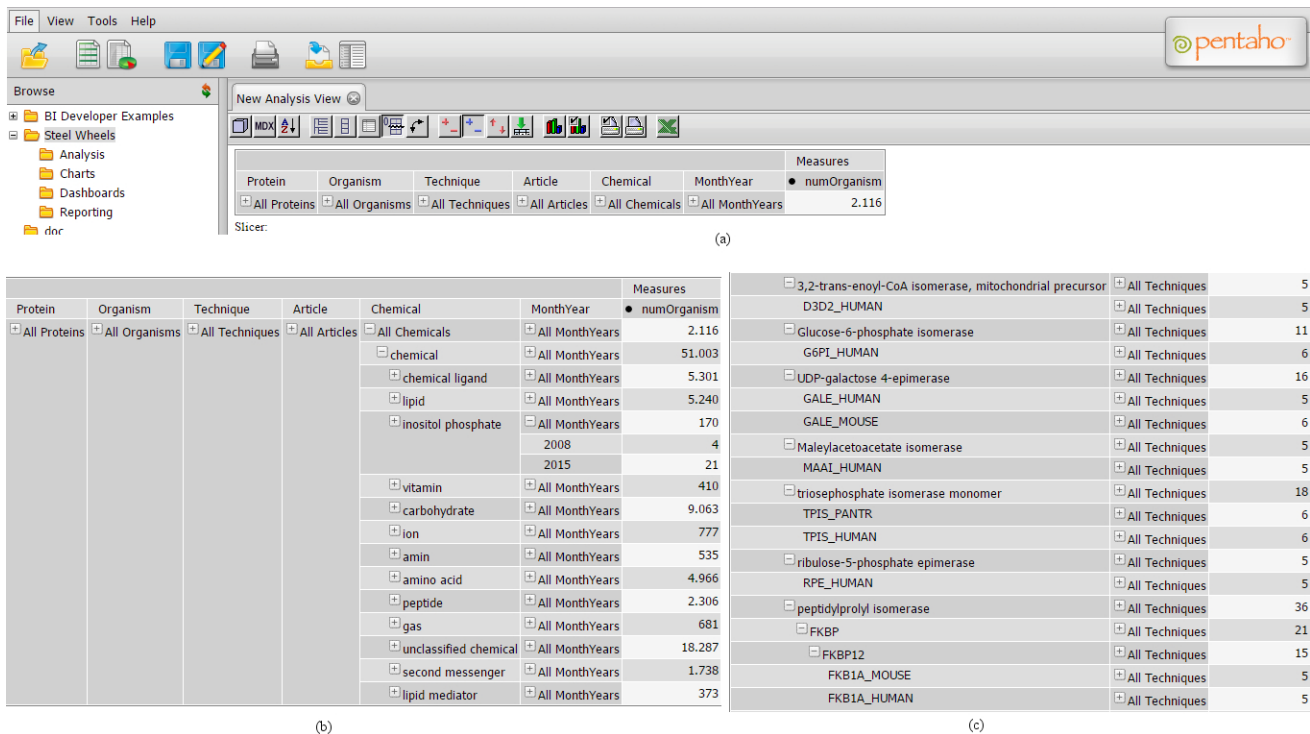 File View Tools Help
pentaho
Browse
New Analysis View
BI Developer Examples
MDX
Steel Wheels
Analysis
Charts
Dashboards
Reporting
doc
Measures
Protein Organism Technique Article Chemical MonthYear numOrganism
All Proteins All Organisms All Techniques All Articles All Chemicals All MonthYears 2.116
Slicer:
(a)
Measures
Protein Organism Technique Article Chemical MonthYear numOrganism
All Proteins All Organisms All Techniques All Articles All Chemicals All MonthYears 2.116
chemical All MonthYears 51.003
chemical ligand All MonthYears 5.301
lipid All MonthYears 5.240
inositol phosphate All MonthYears 170
2008 4
2015 21
vitamin All MonthYears 410
carbohydrate All MonthYears 9.063
ion All MonthYears 777
amin All MonthYears 535
amino acid All MonthYears 4.966
peptide All MonthYears 2.306
gas All MonthYears 681
unclassified chemical All MonthYears 18.287
second messenger All MonthYears 1.738
lipid mediator All MonthYears 373
(b)
3,2-trans-enoyl-CoA isomerase, mitochondrial precursor All Techniques 5
D3D2_HUMAN All Techniques 5
Glucose-6-phosphate isomerase All Techniques 11
G6PI_HUMAN All Techniques 6
UDP-galactose 4-epimerase All Techniques 16
GALE_HUMAN All Techniques 5
GALE_MOUSE All Techniques 6
Maleylacetoacetate isomerase All Techniques 5
MAAI_HUMAN All Techniques 5
triosephosphate isomerase monomer All Techniques 18
TPIS_PANTR All Techniques 6
TPIS_HUMAN All Techniques 6
ribulose-5-phosphate epimerase All Techniques 5
RPE_HUMAN All Techniques 5
peptidylprolyl isomerase All Techniques 36
FKBP All Techniques 21
FKBP12 All Techniques 15
FKB1A_MOUSE All Techniques 5
FKB1A_HUMAN All Techniques 5
(c)